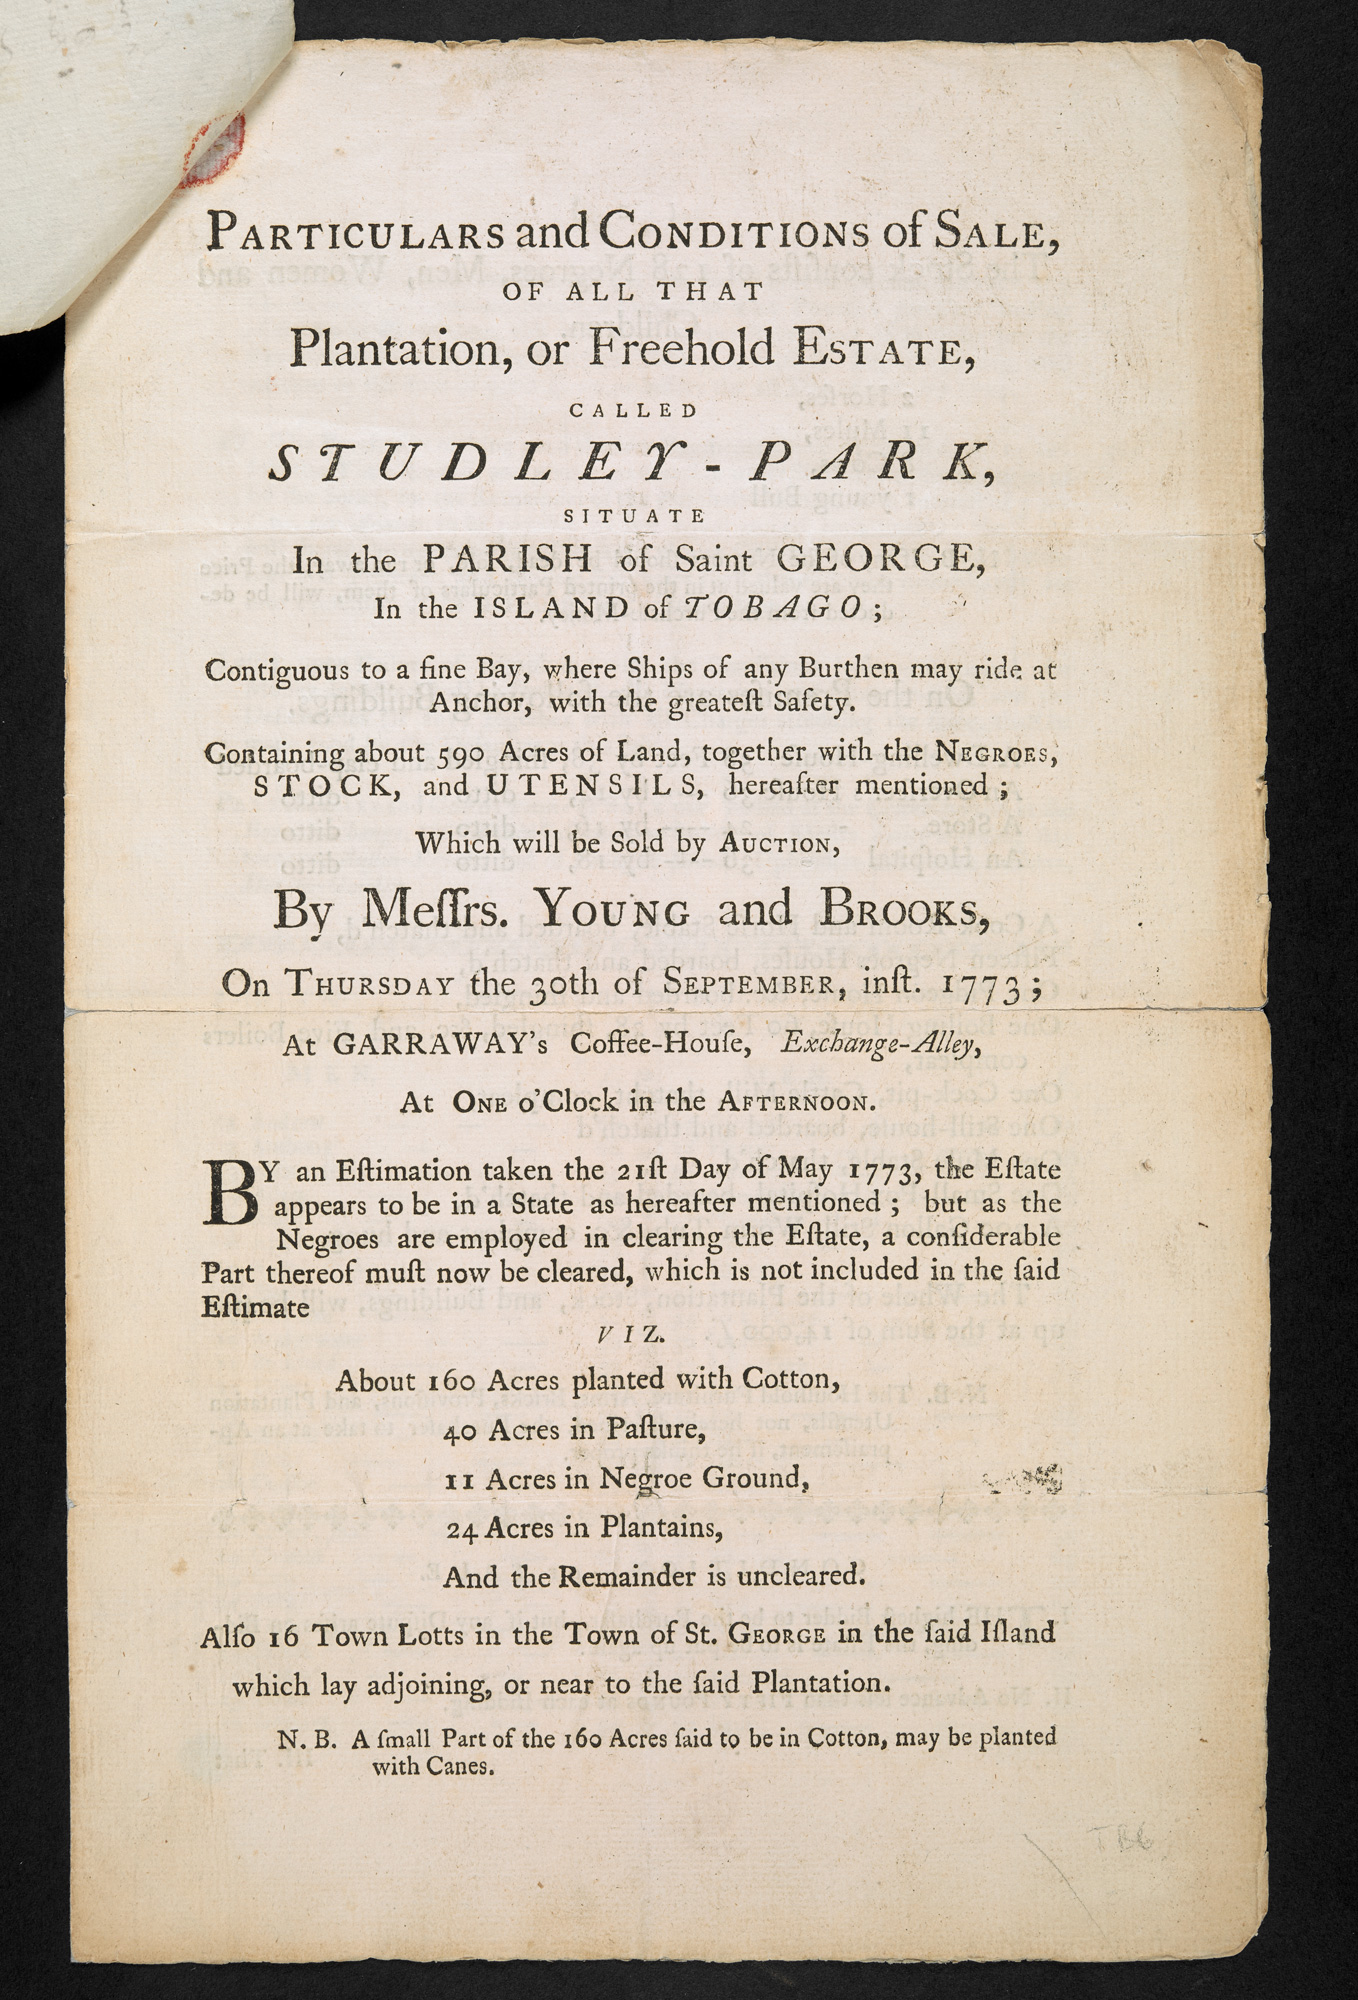 PARTICULARS and CONDITIONS of SALE,
OF ALL THAT
Plantation, or Freehold ESTATE,
CALLED
STUDLEY-PARK,
SITUATE
In the PARISH of Saint GEORGE,
In the ISLAND of TOBAGO;
Contiguous to a fine Bay, where Ships of any Burthen may ride at
Anchor, with the greateſt Safety.
Containing about 590 Acres of Land, together with the NEGROES,
STOCK, and UTENSILS, hereafter mentioned;
Which will be Sold by AUCTION,
By Meſſrs. YOUNG and BROOKS,
On THURSDAY the 30th of SEPTEMBER, inſt. 1773;
At GARRAWAY's Coffee-Houſe, Exchange-Alley,
At ONE o'Clock in the AFTERNOON.
BY an Eſtimation taken the 21ſt Day of May 1773, the Eſtate
appears to be in a State as hereafter mentioned; but as the
Negroes are employed in clearing the Eſtate, a conſiderable
Part thereof muſt now be cleared, which is not included in the ſaid
Eſtimate
VIZ.
About 160 Acres planted with Cotton,
40 Acres in Paſture,
11 Acres in Negroe Ground,
24 Acres in Plantains,
And the Remainder is uncleared.
Alſo 16 Town Lotts in the Town of St. GEORGE in the ſaid Iſland
which lay adjoining, or near to the ſaid Plantation.
N. B. A ſmall Part of the 160 Acres ſaid to be in Cotton, may be planted
with Canes.